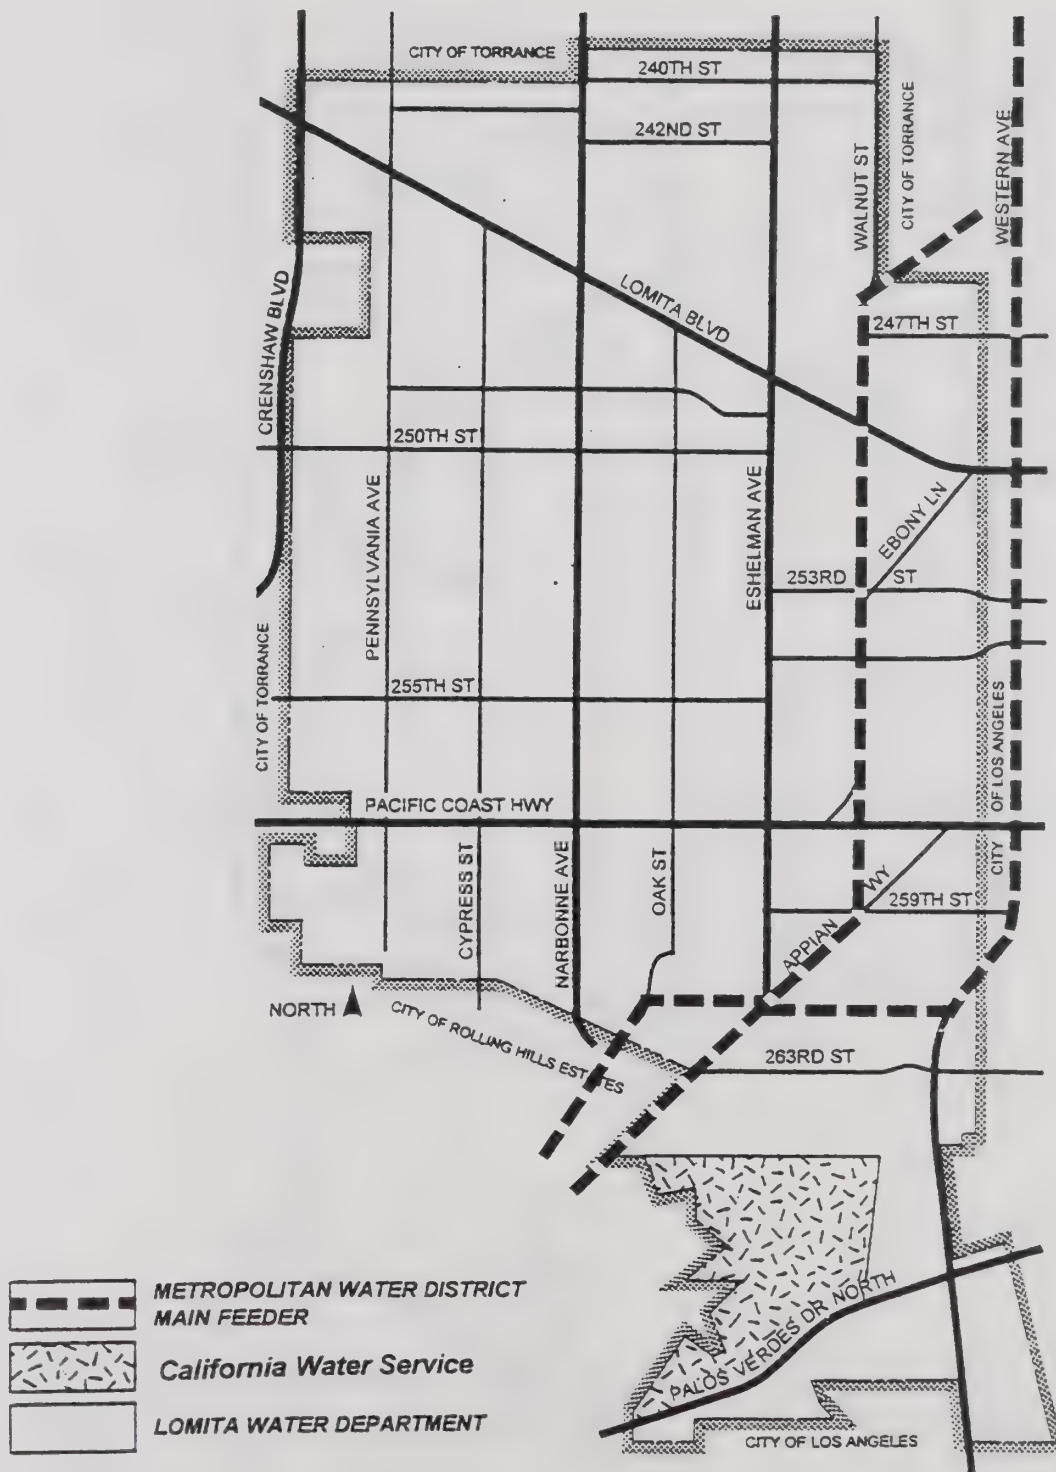 CITY OF TORRANCE
240TH ST
242ND ST
WALNUT ST
CITY OF TORRANCE
WESTERN AVE
CRENSHAW BLVD
LOMITA BLVD
247TH ST
250TH ST
PENNSYLVANIA AVE
ESHELMAN AVE
EBONY LN
253RD ST
CITY OF TORRANCE
255TH ST
CITY OF LOS ANGELES
PACIFIC COAST HWY
CYPRESS ST
NARBONNE AVE
OAK ST
APPIAN WY
259TH ST
NORTH
CITY OF ROLLING HILLS ESTATES
263RD ST
PALOS VERDES DR NORTH
CITY OF LOS ANGELES
METROPOLITAN WATER DISTRICT
MAIN FEEDER
California Water Service
LOMITA WATER DEPARTMENT